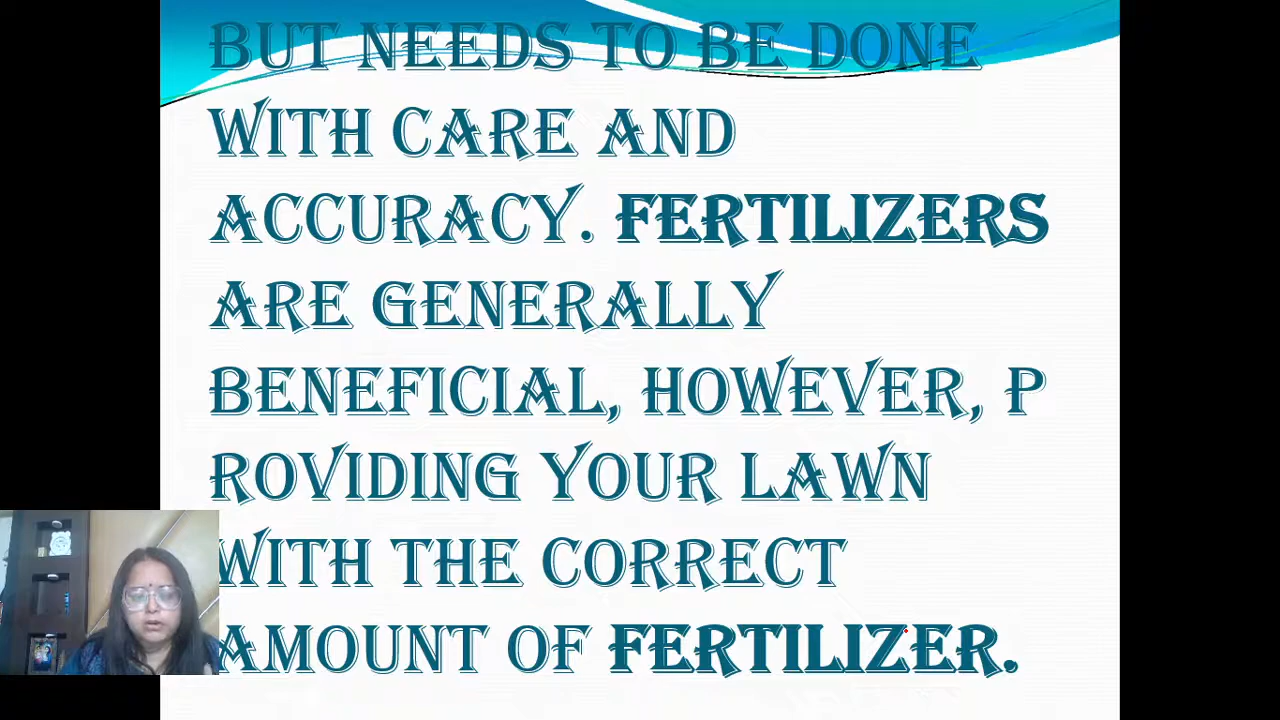 BUT NEEDS TO BE DONE
WITH CARE AND
ACCURACY. FERTILIZERS
ARE GENERALLY
BENEFICIAL, HOWEVER, P
ROVIDING YOUR LAWN
WITH THE CORRECT
AMOUNT OF FERTILIZER.